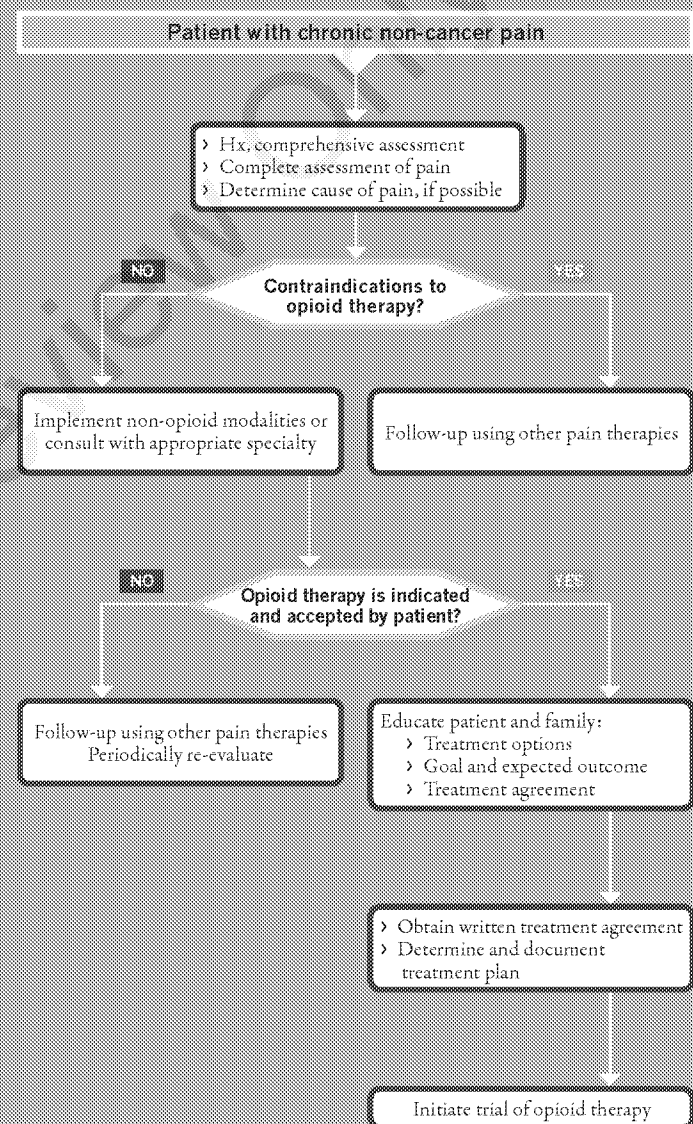 Patient with chronic non-cancer pain
› Hx, comprehensive assessment
› Complete assessment of pain
› Determine cause of pain, if possible
NO
YES
Contraindications to
opioid therapy?
Implement non-opioid modalities or
consult with appropriate specialty
Follow-up using other pain therapies
NO
YES
Opioid therapy is indicated
and accepted by patient?
Follow-up using other pain therapies
Periodically re-evaluate
Educate patient and family:
› Treatment options
› Goal and expected outcome
› Treatment agreement
› Obtain written treatment agreement
› Determine and document
treatment plan
Initiate trial of opioid therapy